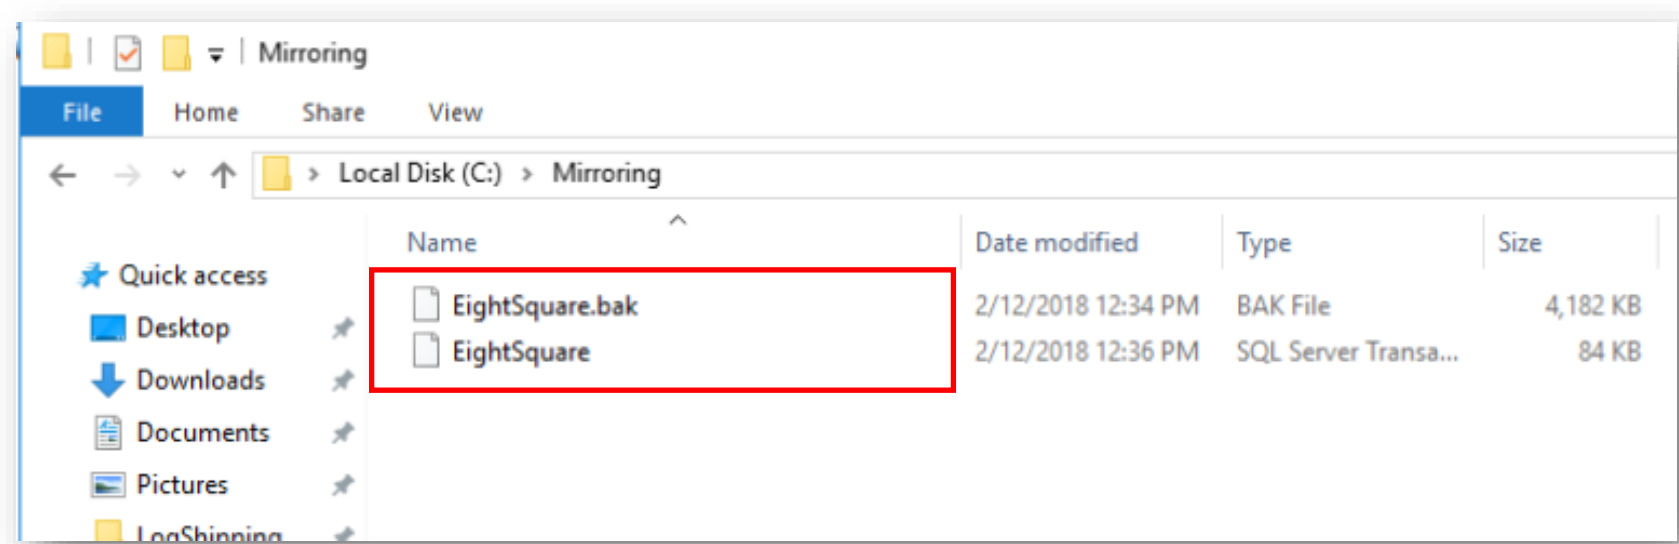 Mirroring
File Home Share View
Local Disk (C:) Mirroring
Name Date modified Type Size
Quick access
EightSquare.bak 2/12/2018 12:34 PM BAK File 4,182 KB
Desktop
EightSquare 2/12/2018 12:36 PM SQL Server Transa... 84 KB
Downloads
Documents
Pictures
LogShipping